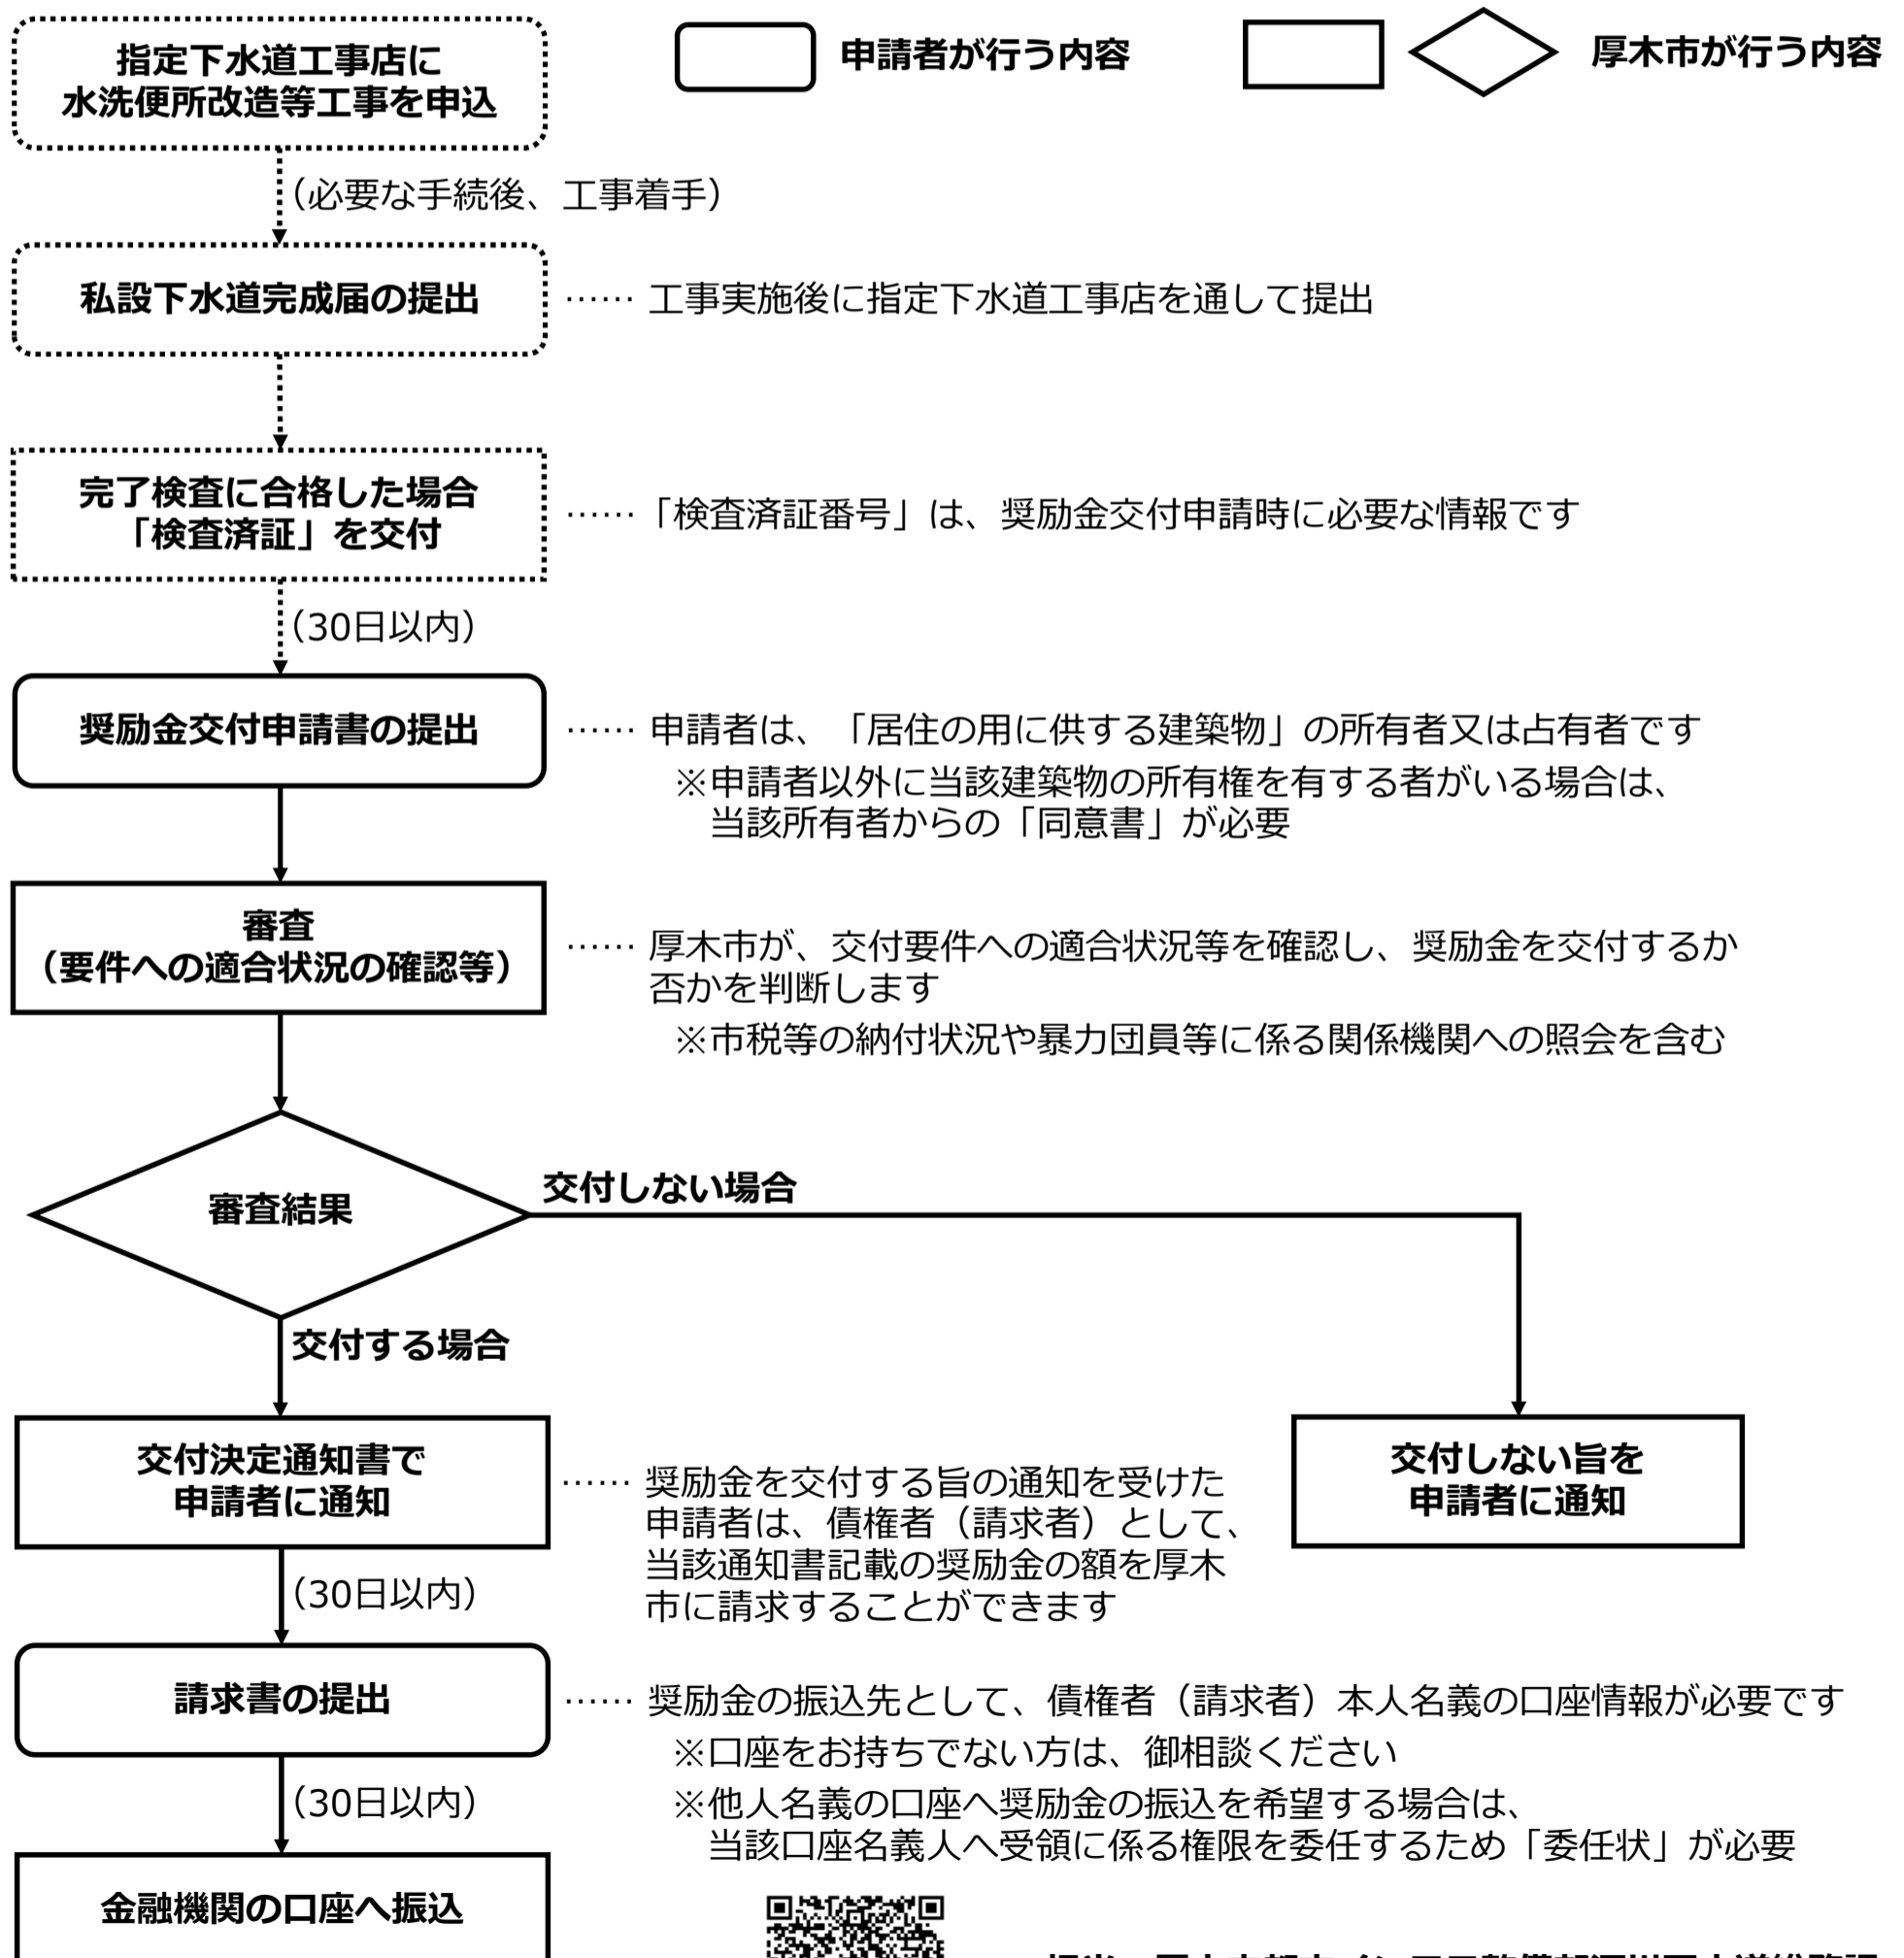 指定下水道工事店に
水洗便所改造等工事を申込
申請者が行う内容
厚木市が行う内容
（必要な手続後、工事着手）
私設下水道完成届の提出
…… 工事実施後に指定下水道工事店を通して提出
完了検査に合格した場合
「検査済証」を交付
…… 「検査済証番号」は、奨励金交付申請時に必要な情報です
（30日以内）
奨励金交付申請書の提出
…… 申請者は、「居住の用に供する建築物」の所有者又は占有者です
※申請者以外に当該建築物の所有権を有する者がいる場合は、
当該所有者からの「同意書」が必要
審査
（要件への適合状況の確認等）
…… 厚木市が、交付要件への適合状況等を確認し、奨励金を交付するか
否かを判断します
※市税等の納付状況や暴力団員等に係る関係機関への照会を含む
審査結果
交付しない場合
交付する場合
交付決定通知書で
申請者に通知
…… 奨励金を交付する旨の通知を受けた
申請者は、債権者（請求者）として、
当該通知書記載の奨励金の額を厚木
市に請求することができます
交付しない旨を
申請者に通知
（30日以内）
請求書の提出
…… 奨励金の振込先として、債権者（請求者）本人名義の口座情報が必要です
※口座をお持ちでない方は、御相談ください
※他人名義の口座へ奨励金の振込を希望する場合は、
当該口座名義人へ受領に係る権限を委任するため「委任状」が必要
（30日以内）
金融機関の口座へ振込